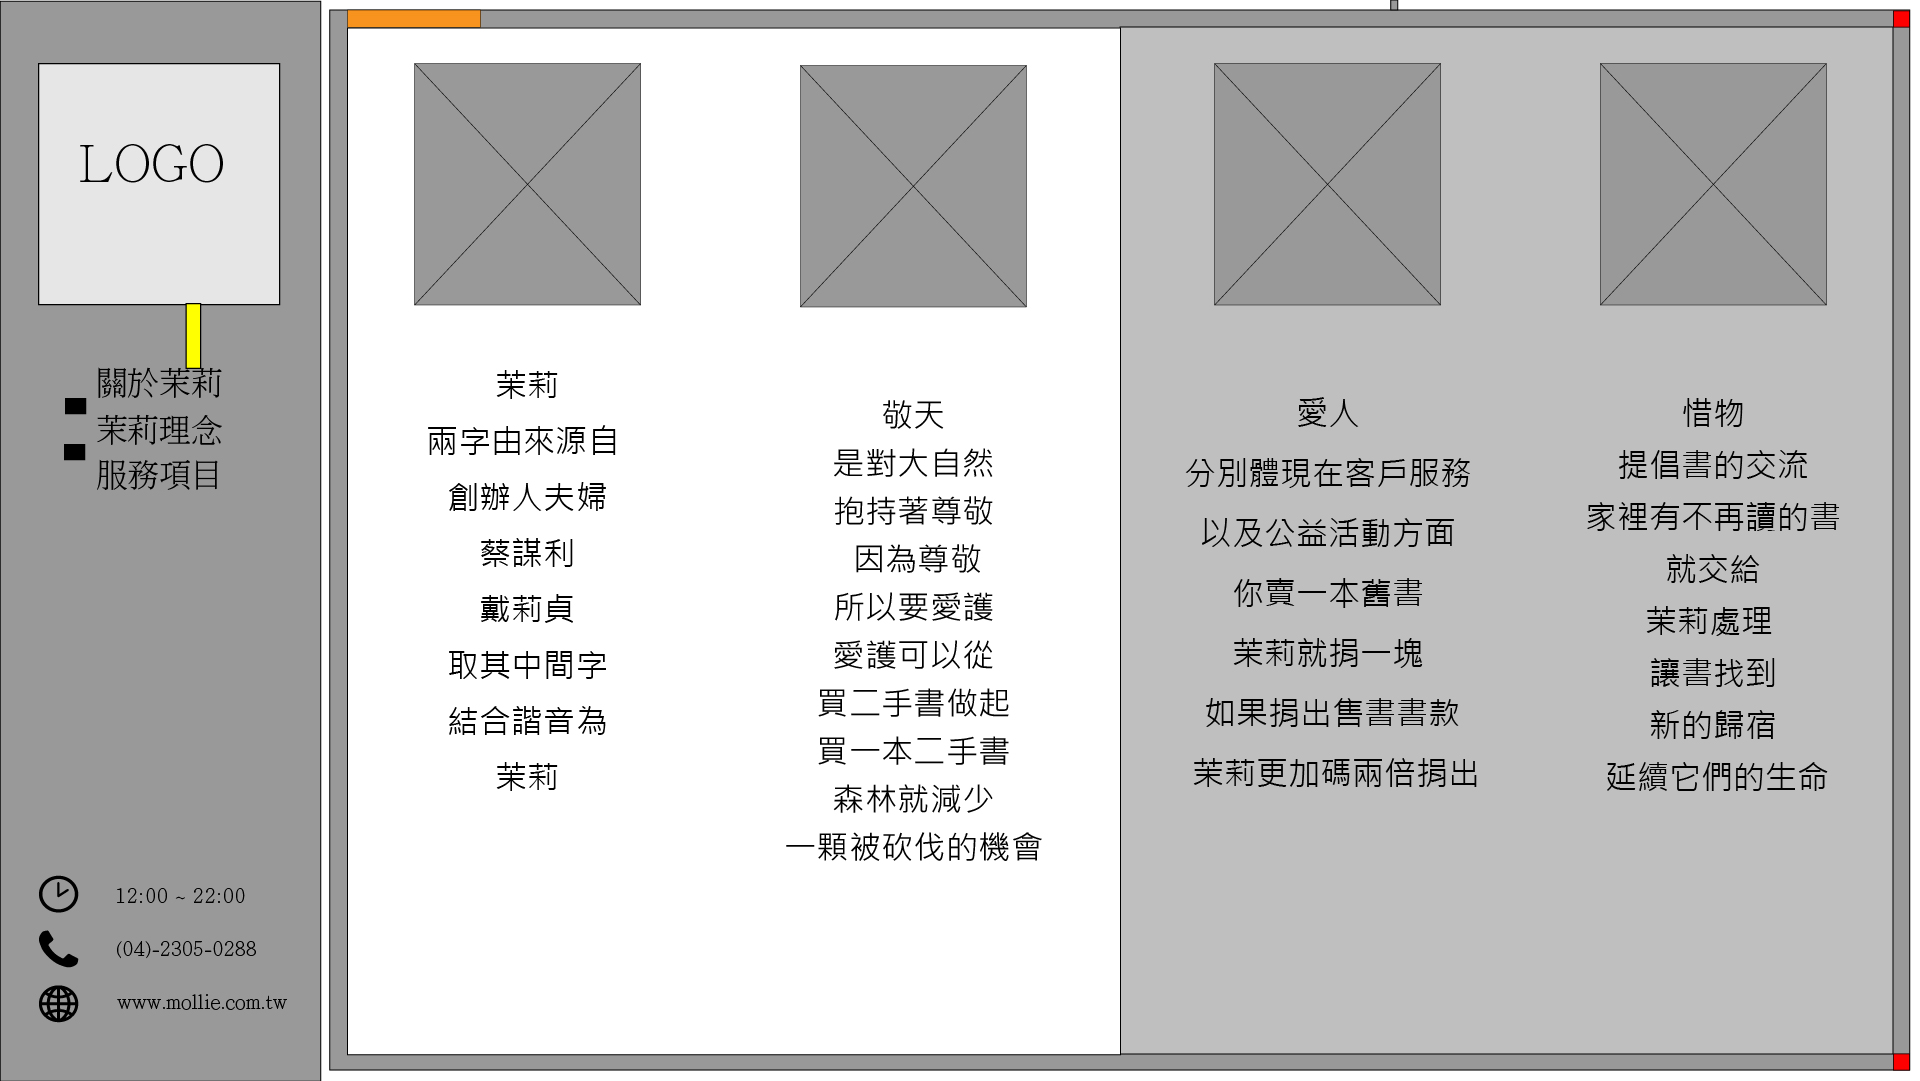 LOGO
關於茉莉
茉莉理念
服務項目
12:00 ~ 22:00
(04)-2305-0288
www.mollie.com.tw
茉莉
兩字由來源自
創辦人夫婦
蔡謀利
戴莉貞
取其中間字
結合諧音為
茉莉
敬天
是對大自然
抱持著尊敬
因為尊敬
所以要愛護
愛護可以從
買二手書做起
買一本二手書
森林就減少
一顆被砍伐的機會
愛人
分別體現在客戶服務
以及公益活動方面
你賣一本舊書
茉莉就捐一塊
如果捐出售書書款
茉莉更加碼兩倍捐出
惜物
提倡書的交流
家裡有不再讀的書
就交給
茉莉處理
讓書找到
新的歸宿
延續它們的生命